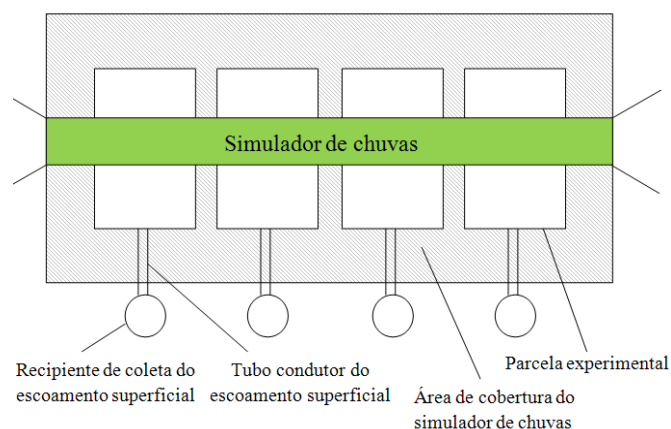 Simulador de chuvas
Recipiente de coleta do
escoamento superficial
Tubo condutor do
escoamento superficial
Área de cobertura do
simulador de chuvas
Parcela experimental